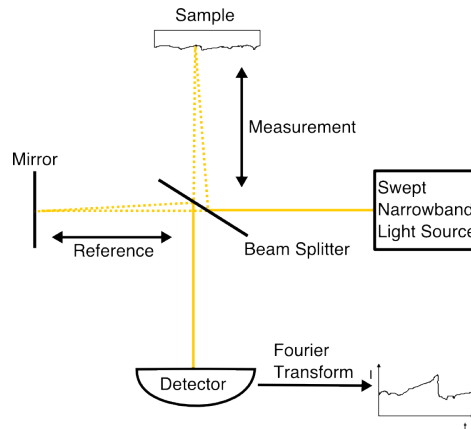 Sample
Measurement
Mirror
Reference
Beam Splitter
Swept
Narrowband
Light Source
Detector
Fourier
Transform
I
t